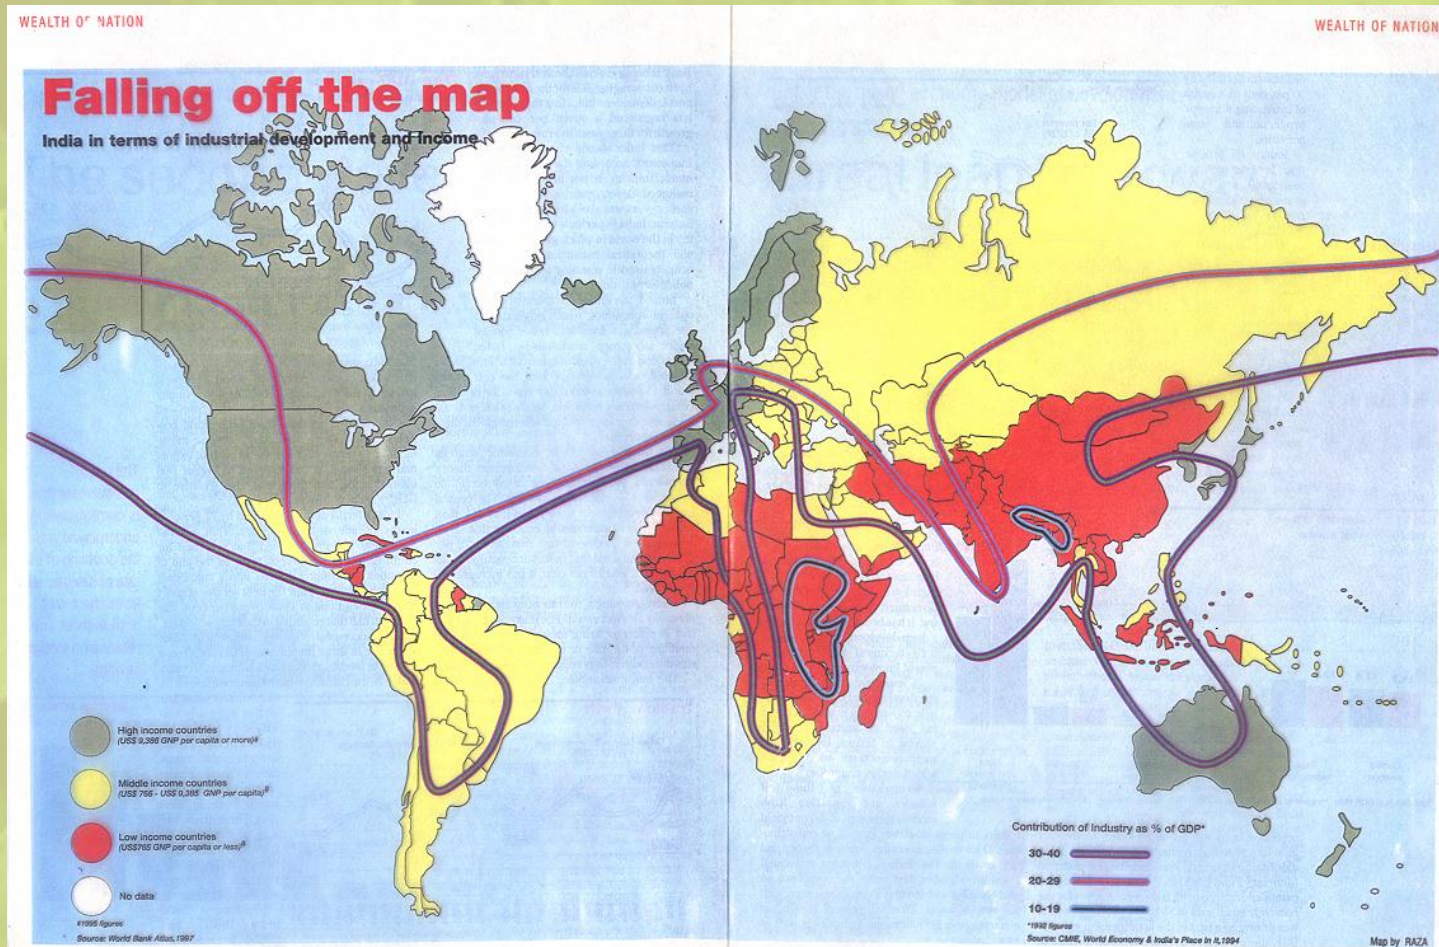 WEALTH OF NATION
WEALTH OF NATION
Falling off the map
India in terms of industrial development and income
High income countries
(US$ 9,386 GNP per capita or more)#
Middle income countries
(US$ 766 - US$ 9,385 GNP per capita)#
Low income countries
(US$765 GNP per capita or less)#
No data
#1995 figures
Source: World Bank Atlas, 1997
Contribution of Industry as % of GDP*
30-40
20-29
10-19
*1992 figures
Source: CMIE, World Economy & India's Place In It, 1994
Map by RAZA